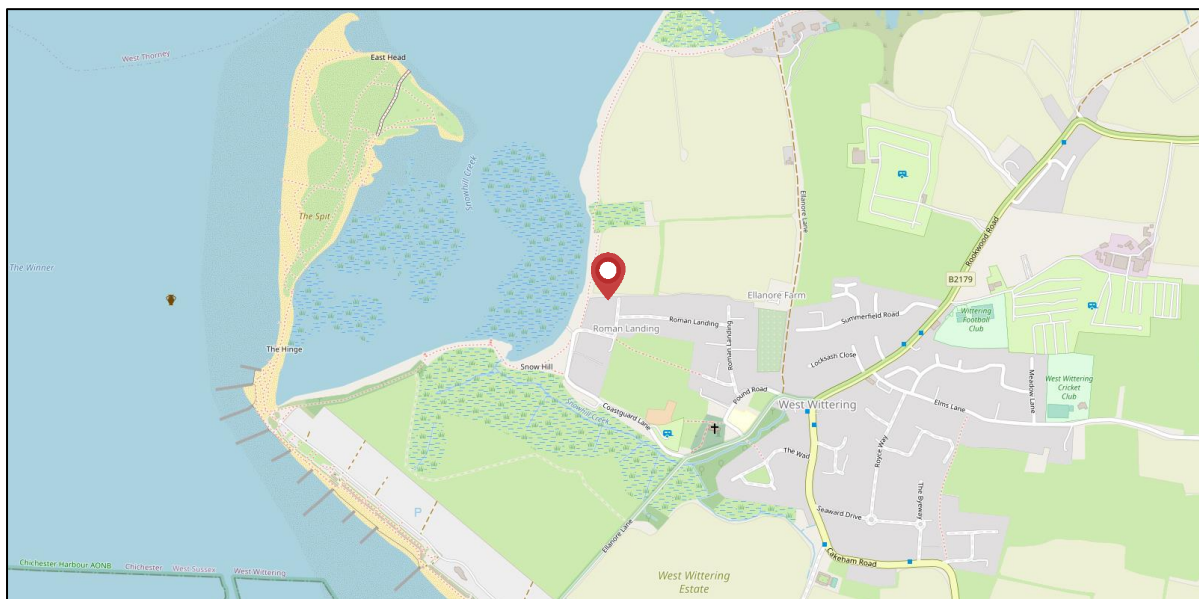 East Head
West Thorney
Snowhill Creek
The Spit
Ellanore Lane
Rookwood Road
The Winner
B2179
Ellanore Farm
Wittering
Football
Club
Summerfield Road
Roman Landing
Roman Landing
Roman Landing
The Hinge
Locksash Close
Snow Hill
Meadow Lane
West Wittering
Cricket
Club
Pound Road
West Wittering
Elms Lane
Coastguard Lane
Snowhill Creek
Royce Way
The Wad
The Byeway
P
Seaward Drive
Ellanore Lane
Cakeham Road
Chichester Harbour AONB
Chichester
West Sussex
West Wittering
West Wittering
Estate